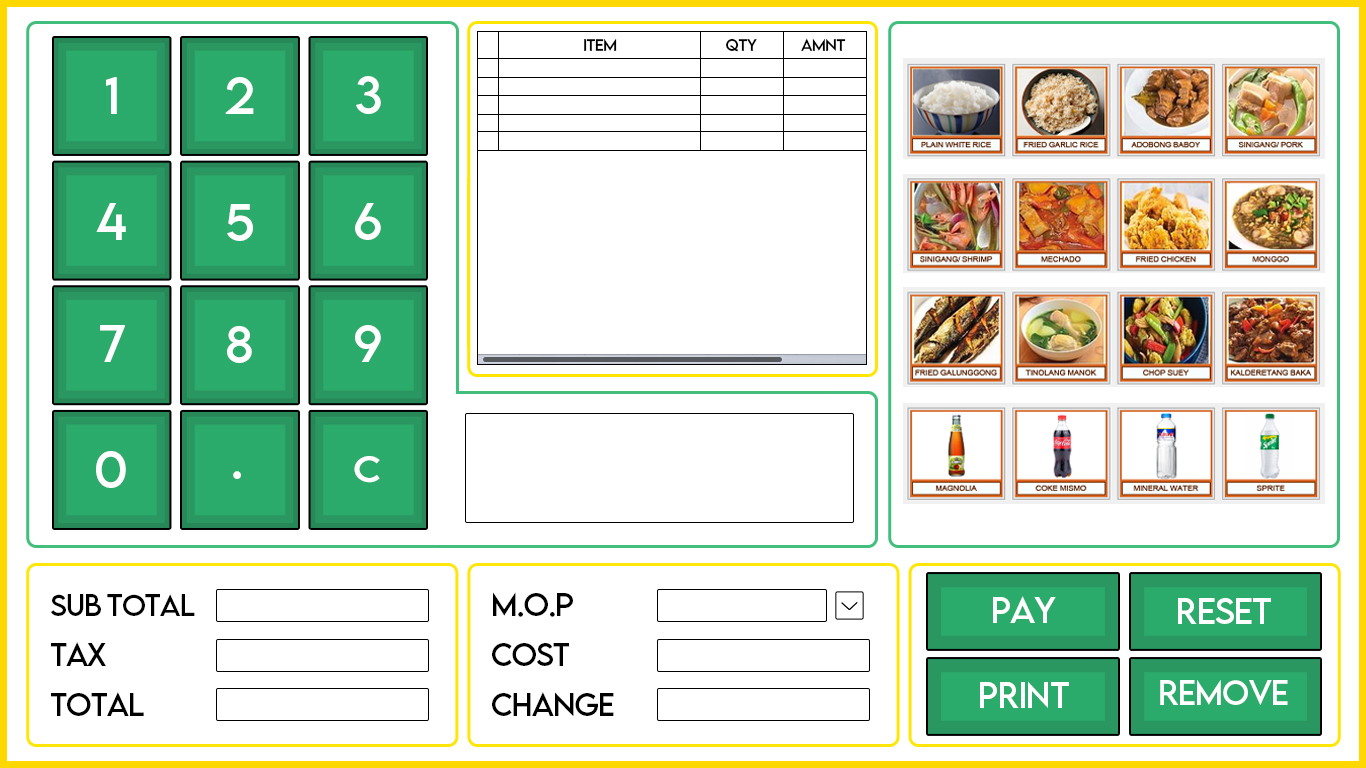 1 2 3
4 5 6
7 8 9
0 . C
ITEM QTY AMNT
PLAIN WHITE RICE
FRIED GARLIC RICE
ADOBONG BABOY
SINIGANG/ PORK
SINIGANG/ SHRIMP
MECHADO
FRIED CHICKEN
MONGGO
FRIED GALUNGGONG
TINOLANG MANOK
CHOP SUEY
KALDERETANG BAKA
MAGNOLIA
COKE MISMO
MINERAL WATER
SPRITE
SUB TOTAL
TAX
TOTAL
M.O.P
COST
CHANGE
PAY
RESET
PRINT
REMOVE